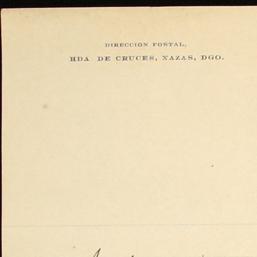 DIRECCION POSTAL,
HDA DE CRUCES, NAZAS, DGO.